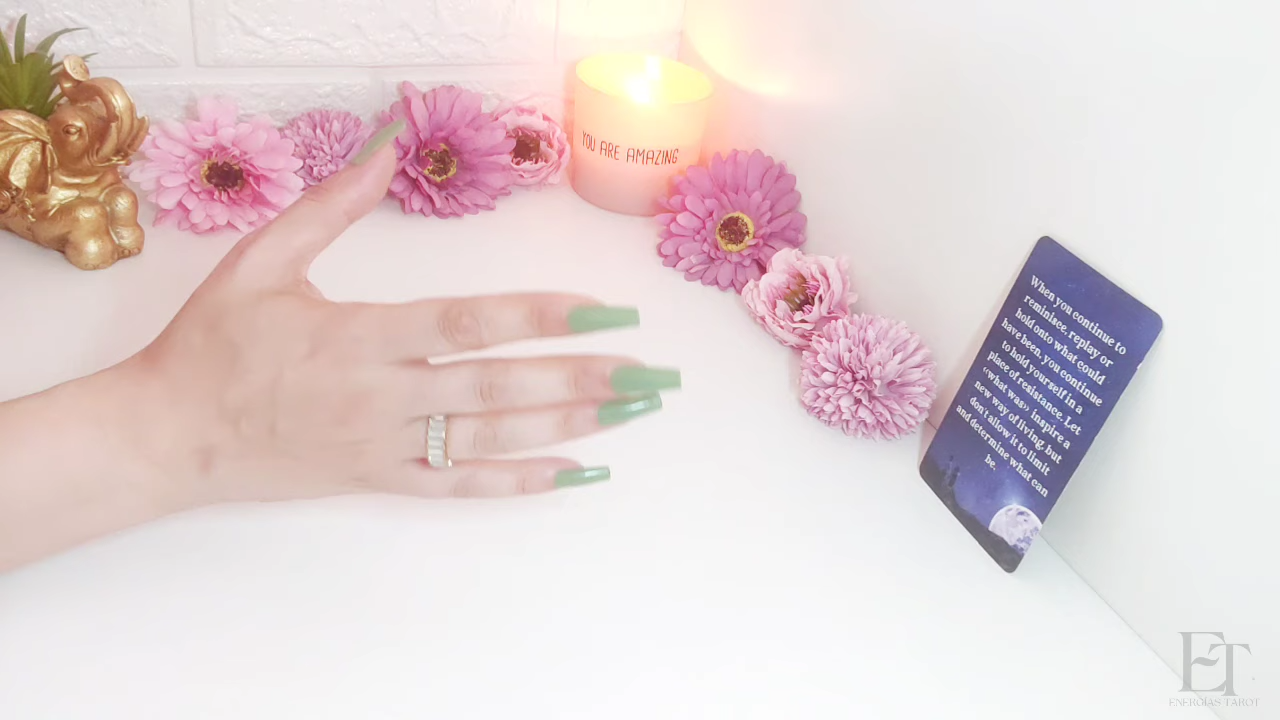 YOU ARE AMAZING
When you continue to
reminisce, replay or
hold onto what could
have been, you continue
to hold yourself in a
place of resistance. Let
«what was» inspire a
new way of living, but
don't allow it to limit
and determine what can
be.
ET
ENERGÍAS TAROT